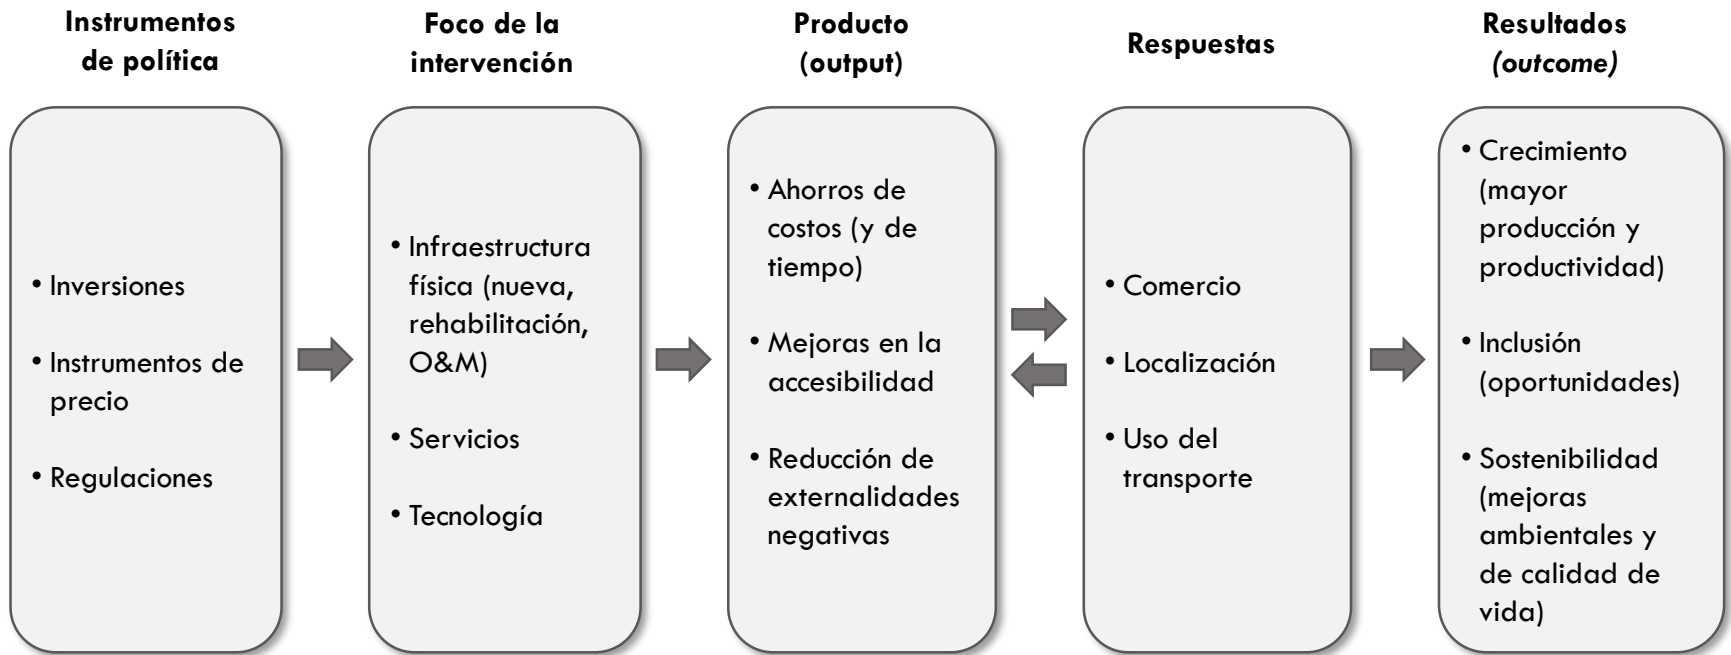 Instrumentos
de política
Foco de la
intervención
Producto
(output)
Respuestas
Resultados
(outcome)
• Inversiones
• Instrumentos de
precio
• Regulaciones
• Infraestructura
física (nueva,
rehabilitación,
O&M)
• Servicios
• Tecnología
• Ahorros de
costos (y de
tiempo)
• Mejoras en la
accesibilidad
• Reducción de
externalidades
negativas
• Comercio
• Localización
• Uso del
transporte
• Crecimiento
(mayor
producción y
productividad)
• Inclusión
(oportunidades)
• Sostenibilidad
(mejoras
ambientales y
de calidad de
vida)